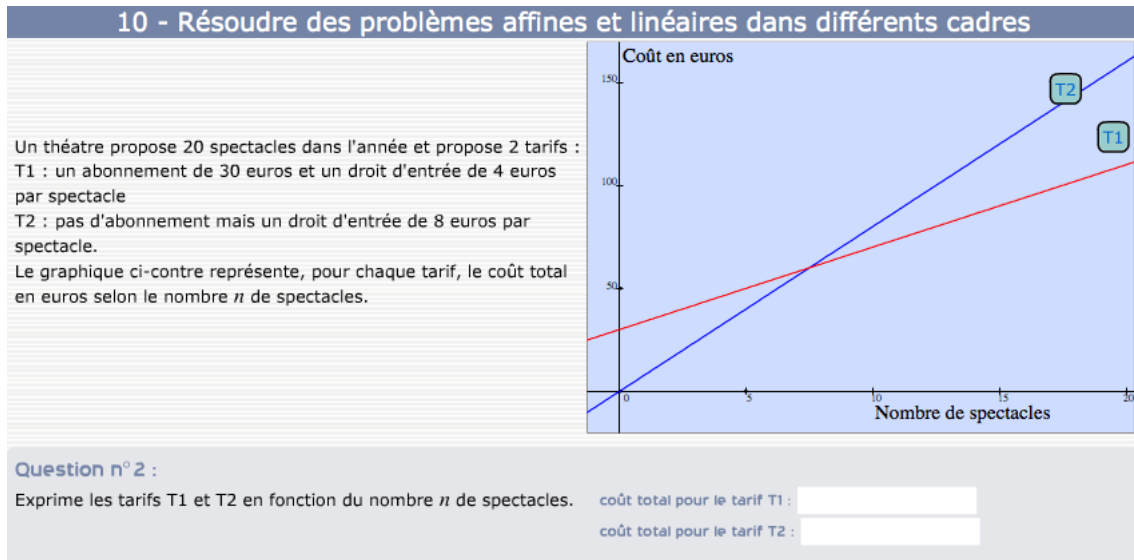 10 - Résoudre des problèmes affines et linéaires dans différents cadres
Un théatre propose 20 spectacles dans l'année et propose 2 tarifs :
T1 : un abonnement de 30 euros et un droit d'entrée de 4 euros
par spectacle
T2 : pas d'abonnement mais un droit d'entrée de 8 euros par
spectacle.
Le graphique ci-contre représente, pour chaque tarif, le coût total
en euros selon le nombre n de spectacles.
Coût en euros
150
T2
T1
100
50
0 5 10 15 20
Nombre de spectacles
Question n°2 :
Exprime les tarifs T1 et T2 en fonction du nombre n de spectacles.
coût total pour le tarif T1 :
coût total pour le tarif T2 :